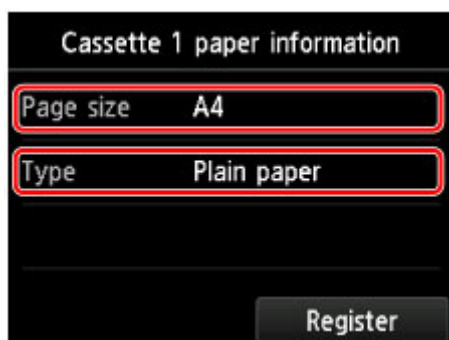 Cassette 1 paper information
Page size A4
Type Plain paper
Register